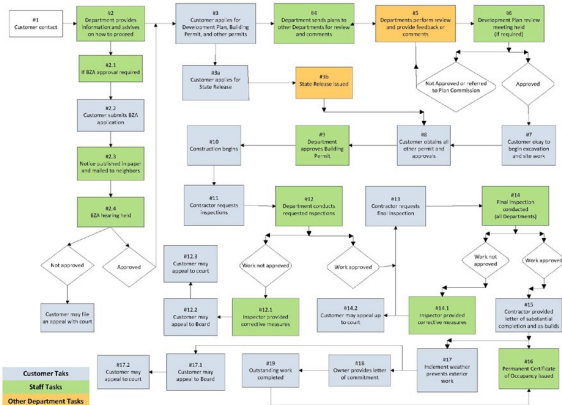 #1
Customer contact
#2
Department provides
Information and advises
on how to proceed
#2.1
If BZA approval required
#2.2
Customer submits BZA
application
#2.3
Notice published in paper
and mailed to neighbors
#2.4
BZA hearing held
Not approved
Approved
Customer may file
an appeal with court
#3
Customer applies for
Development Plan, Building
Permit, and other permits
#3a
Customer applies for
State Release
#3b
State Release issued
#4
Department sends plans to
other Departments for review
and comments
#5
Departments perform review
and provide feedback or
comments
#6
Development Plan review
meeting held
(if required)
Not Approved or referred
to Plan Commission
Approved
#7
Customer okay to
begin excavation
and site work
#8
Customer obtains all
other permit and
approvals
#9
Department
approves Building
Permit
#10
Construction begins
#11
Contractor requests
inspections
#12
Department conducts
requested inspections
Work not approved
Work approved
#12.1
Inspector provided
corrective measures
#12.2
Customer may
appeal to Board
#12.3
Customer may
appeal to court
#13
Contractor requests
final inspection
#14
Final Inspection
conducted
(all Departments)
Work not
approved
Work approved
#14.1
Inspector provided
corrective measures
#14.2
Customer may appeal up
to court
#15
Contractor provided
letter of substantial
completion and as builds
#16
Permanent Certificate
of Occupancy Issued
#17
Inclement weather
prevents exterior
work
#17.1
Customer may
appeal to Board
#17.2
Customer may
appeal to court
#18
Owner provides letter
of commitment
#19
Outstanding work
completed
Customer Taks
Staff Tasks
Other Department Tasks